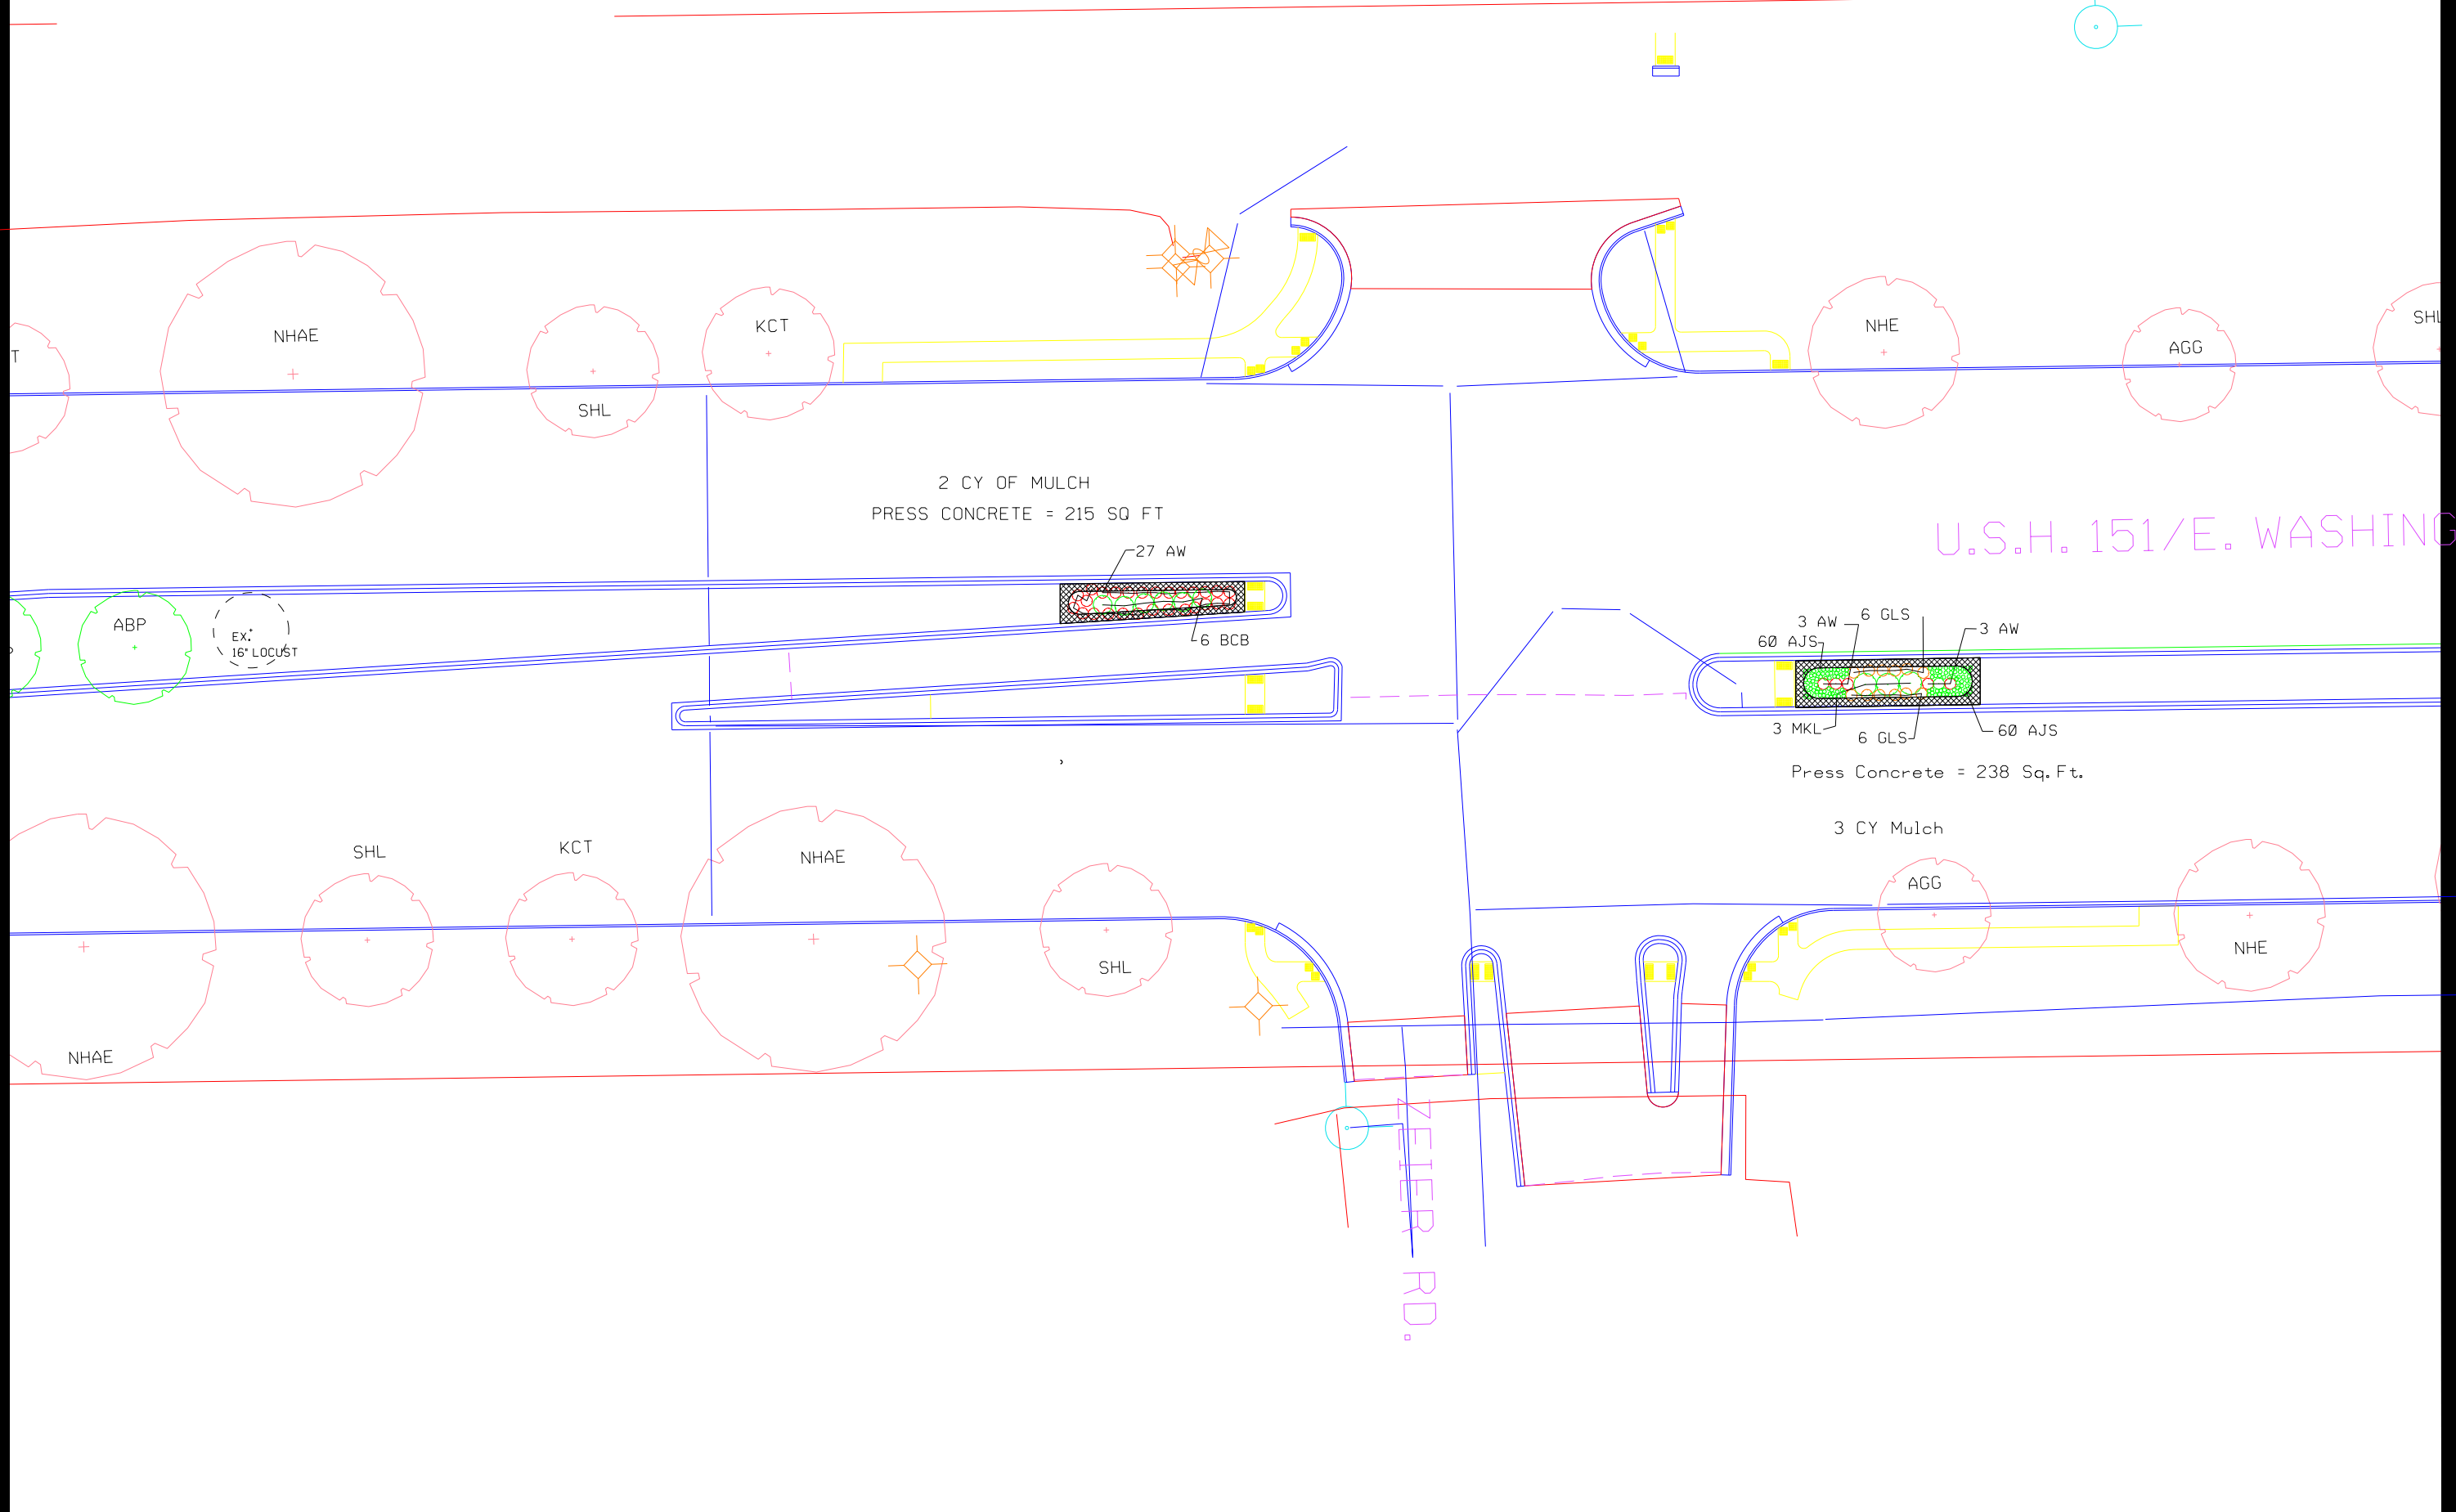 KCT
NHAE
NHE
SHL
AGG
T
SHL
2 CY OF MULCH
PRESS CONCRETE = 215 SQ FT
U.S.H. 151/E. WASHING
27 AW
ABP
EX.
16" LOCUST
6 BCB
6 GLS
3 AW
3 AW
60 AJS
3 MKL
6 GLS
60 AJS
Press Concrete = 238 Sq.Ft.
3 CY Mulch
SHL
KCT
NHAE
AGG
NHE
SHL
NHAE
ZEIER RD.